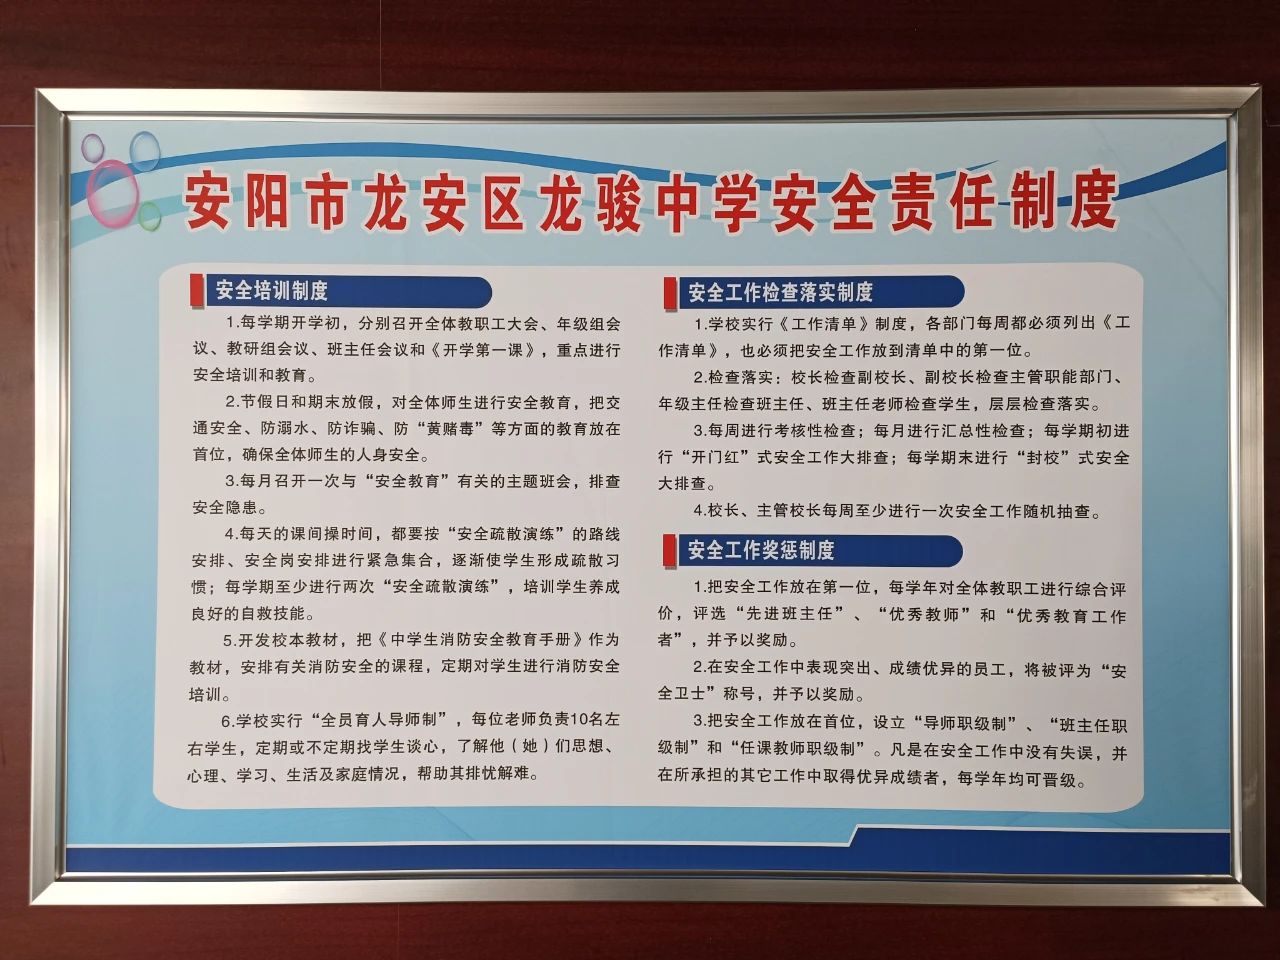 安阳市龙安区龙骏中学安全责任制度
安全培训制度
1.每学期开学初，分别召开全体教职工大会、年级组会
议、教研组会议、班主任会议和《开学第一课》，重点进行
安全培训和教育。
2.节假日和期末放假，对全体师生进行安全教育，把交
通安全、防溺水、防诈骗、防“黄赌毒”等方面的教育放在
首位，确保全体师生的人身安全。
3.每月召开一次与“安全教育”有关的主题班会，排查
安全隐患。
4.每天的课间操时间，都要按“安全疏散演练”的路线
安排、安全岗安排进行紧急集合，逐渐使学生形成疏散习
惯；每学期至少进行两次“安全疏散演练”，培训学生养成
良好的自救技能。
5.开发校本教材，把《中学生消防安全教育手册》作为
教材，安排有关消防安全的课程，定期对学生进行消防安全
培训。
6.学校实行“全员育人导师制”，每位老师负责10名左
右学生，定期或不定期找学生谈心，了解他（她）们思想、
心理、学习、生活及家庭情况，帮助其排忧解难。
安全工作检查落实制度
1.学校实行《工作清单》制度，各部门每周都必须列出《工
作清单》，也必须把安全工作放到清单中的第一位。
2.检查落实：校长检查副校长、副校长检查主管职能部门、
年级主任检查班主任、班主任老师检查学生，层层检查落实。
3.每周进行考核性检查；每月进行汇总性检查；每学期初进
行“开门红”式安全工作大排查；每学期末进行“封校”式安全
大排查。
4.校长、主管校长每周至少进行一次安全工作随机抽查。
安全工作奖惩制度
1.把安全工作放在第一位，每学年对全体教职工进行综合评
价，评选“先进班主任”、“优秀教师”和“优秀教育工作
者”，并予以奖励。
2.在安全工作中表现突出、成绩优异的员工，将被评为“安
全卫士”称号，并予以奖励。
3.把安全工作放在首位，设立“导师职级制”、“班主任职
级制”和“任课教师职级制”。凡是在安全工作中没有失误，并
在所承担的其它工作中取得优异成绩者，每学年均可晋级。